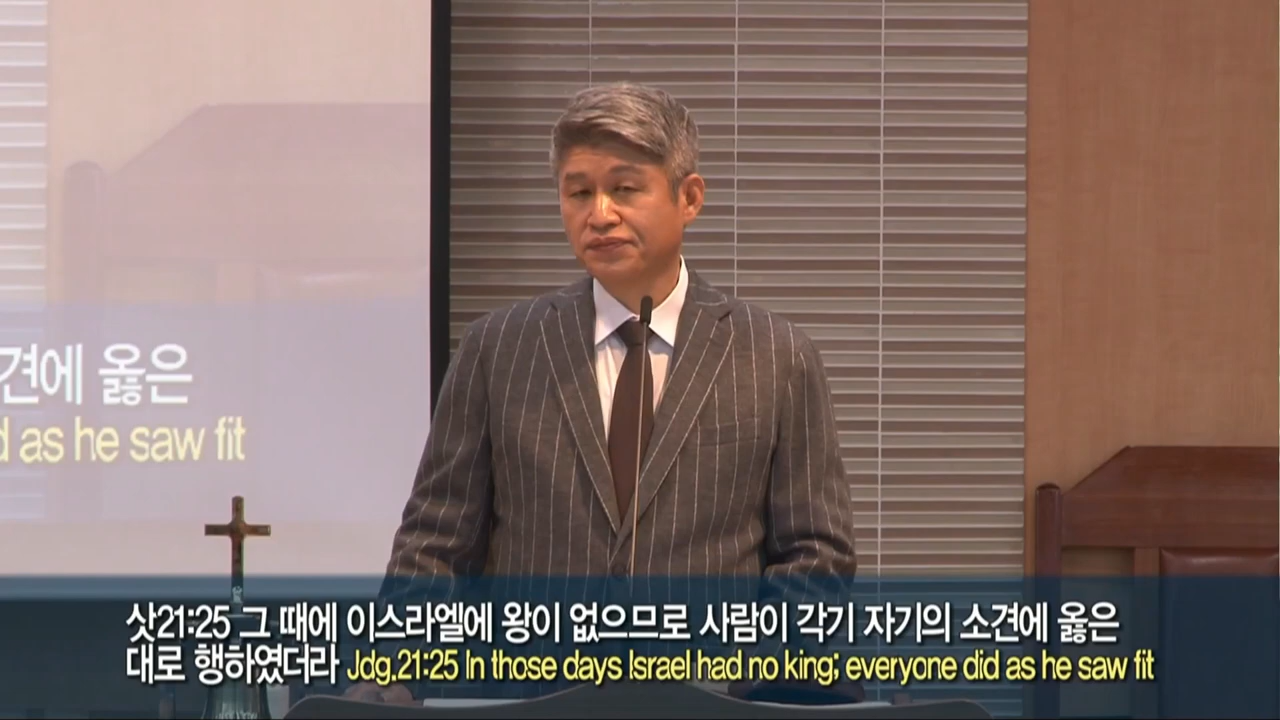 견에 옳은
d as he saw fit
삿21:25 그 때에 이스라엘에 왕이 없으므로 사람이 각기 자기의 소견에 옳은
대로 행하였더라 Jdg.21:25 In those days Israel had no king; everyone did as he saw fit